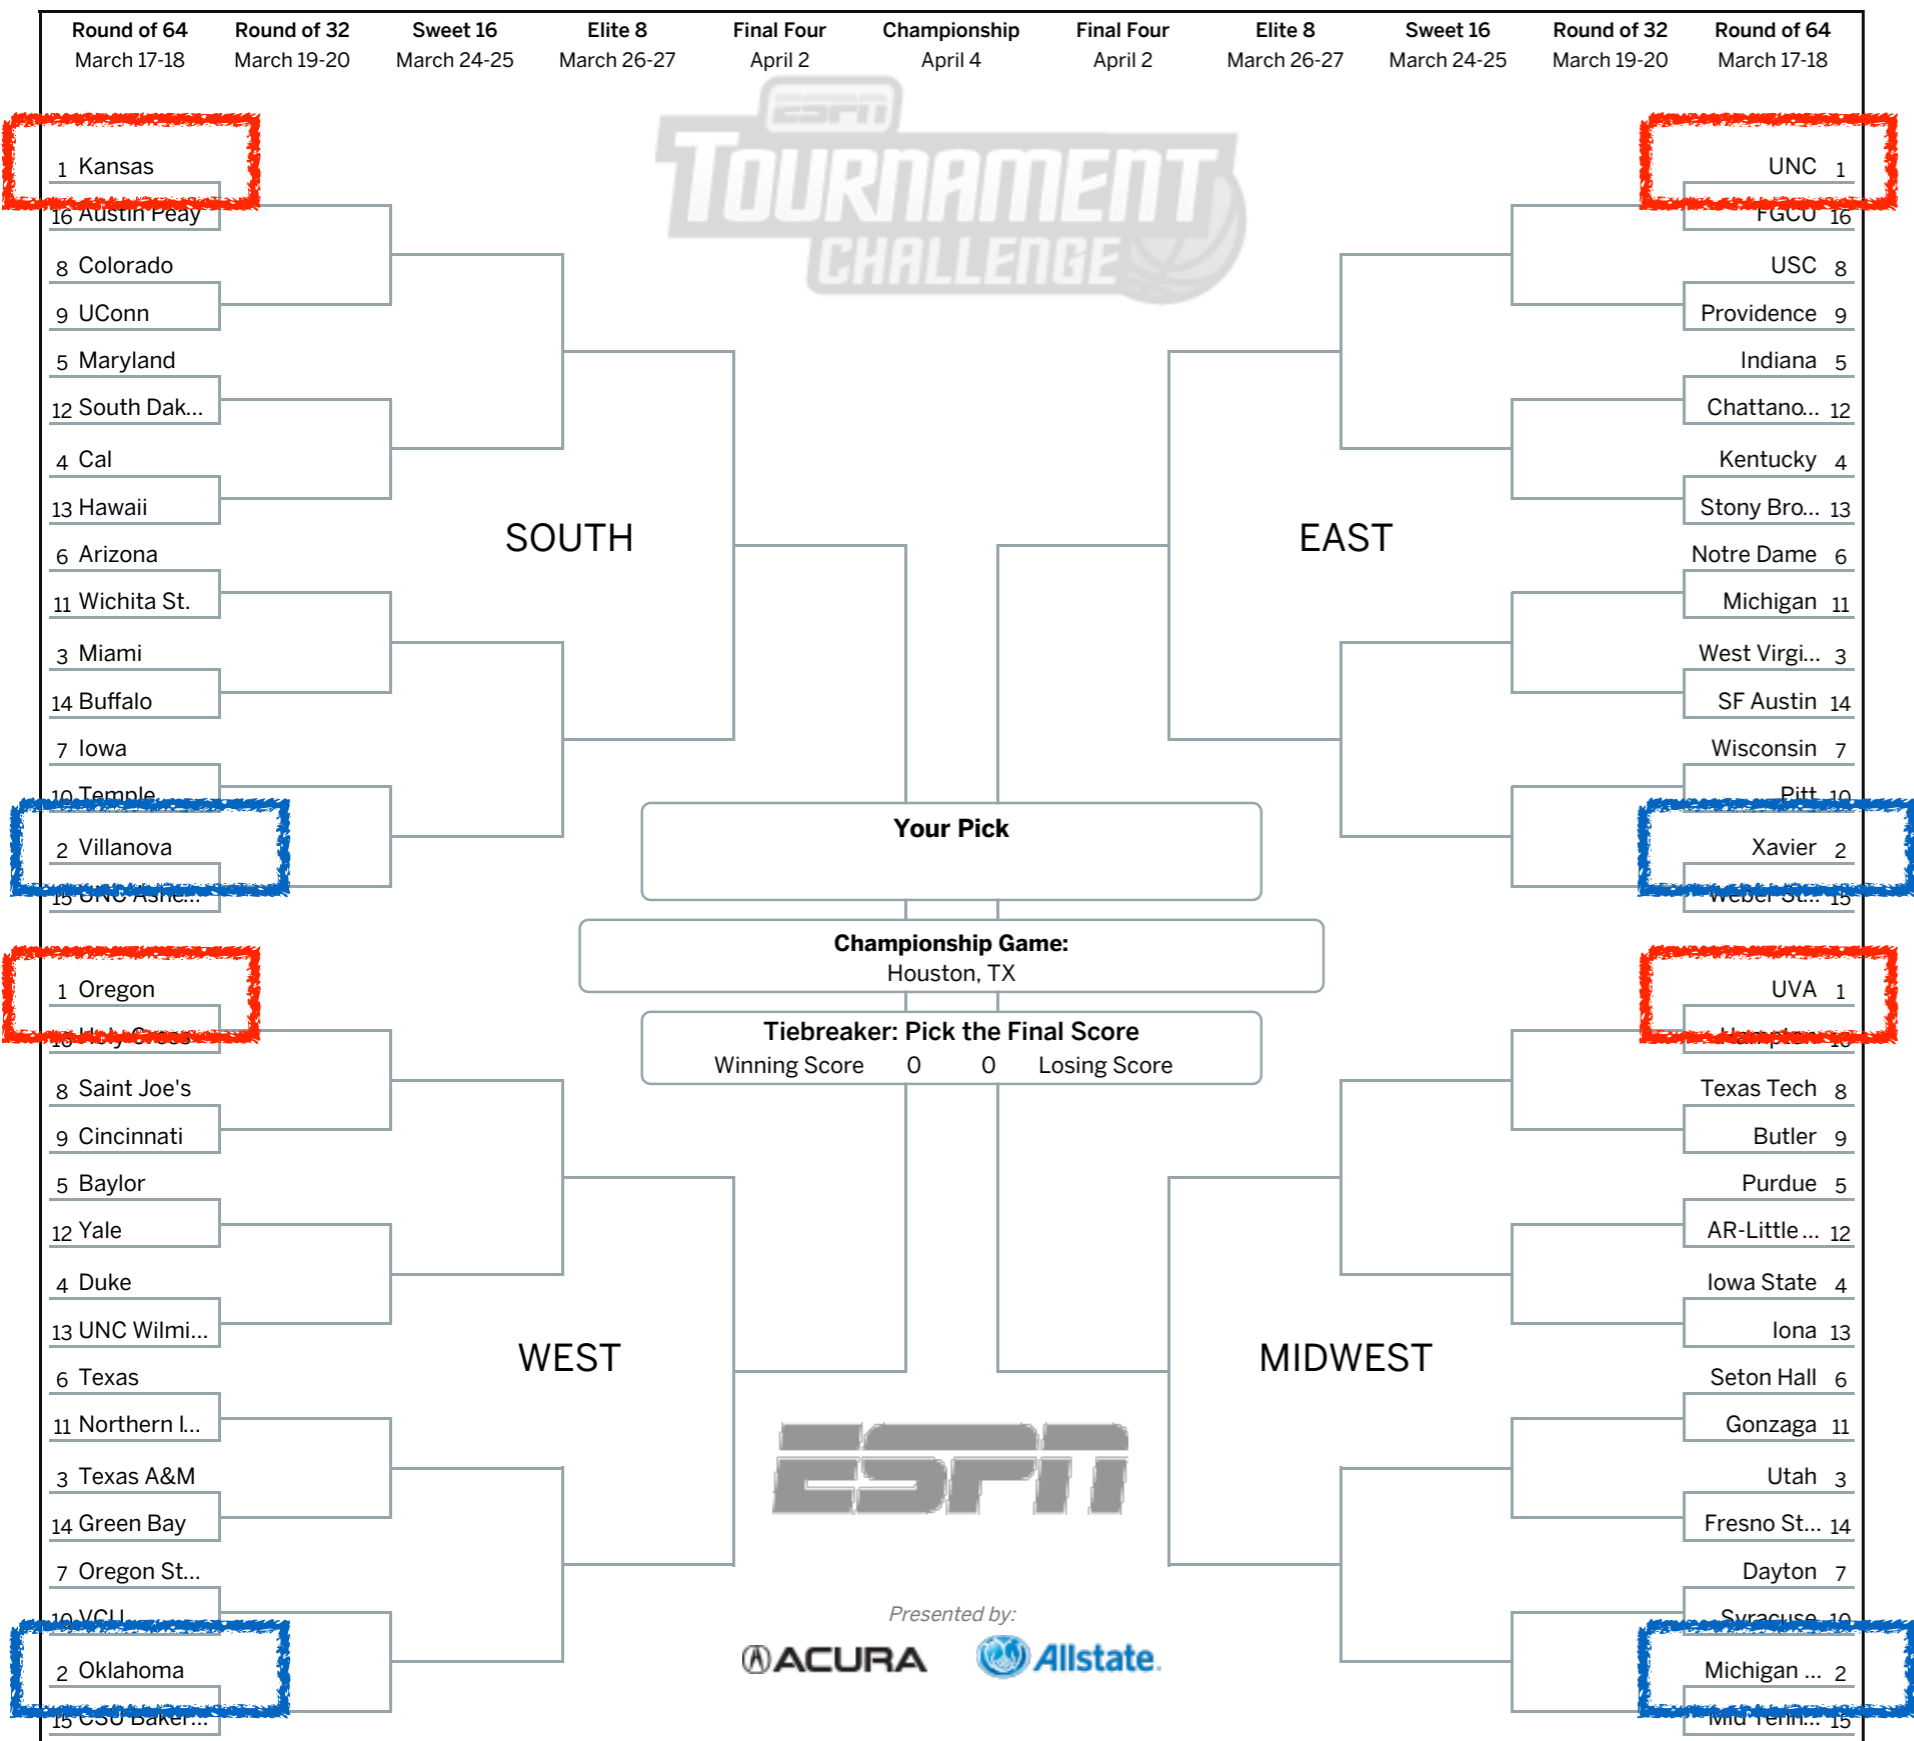 Round of 64 Round of 32 Sweet 16 Elite 8 Final Four Championship Final Four Elite 8 Sweet 16 Round of 32 Round of 64
March 17-18 March 19-20 March 24-25 March 26-27 April 2 April 4 April 2 March 26-27 March 24-25 March 19-20 March 17-18
ESPN
TOURNAMENT
CHALLENGE
1 Kansas
16 Austin Peay
8 Colorado
9 UConn
5 Maryland
12 South Dak...
4 Cal
13 Hawaii
6 Arizona
11 Wichita St.
3 Miami
14 Buffalo
7 Iowa
10 Temple
2 Villanova
15 UNC Ashe...
SOUTH
1 Oregon
16 Holy Cross
8 Saint Joe's
9 Cincinnati
5 Baylor
12 Yale
4 Duke
13 UNC Wilmi...
6 Texas
11 Northern I...
3 Texas A&M
14 Green Bay
7 Oregon St...
10 VCU
2 Oklahoma
15 CSU Baker...
WEST
Your Pick
Championship Game:
Houston, TX
Tiebreaker: Pick the Final Score
Winning Score 0 0 Losing Score
ESPN
Presented by:
ACURA Allstate.
UNC 1
FGCU 16
USC 8
Providence 9
Indiana 5
Chattano... 12
Kentucky 4
Stony Bro... 13
Notre Dame 6
Michigan 11
West Virgi... 3
SF Austin 14
Wisconsin 7
Pitt 10
Xavier 2
Weber St... 15
EAST
UVA 1
Hampton 16
Texas Tech 8
Butler 9
Purdue 5
AR-Little ... 12
Iowa State 4
Iona 13
Seton Hall 6
Gonzaga 11
Utah 3
Fresno St... 14
Dayton 7
Syracuse 10
Michigan ... 2
Mid Tenn... 15
MIDWEST